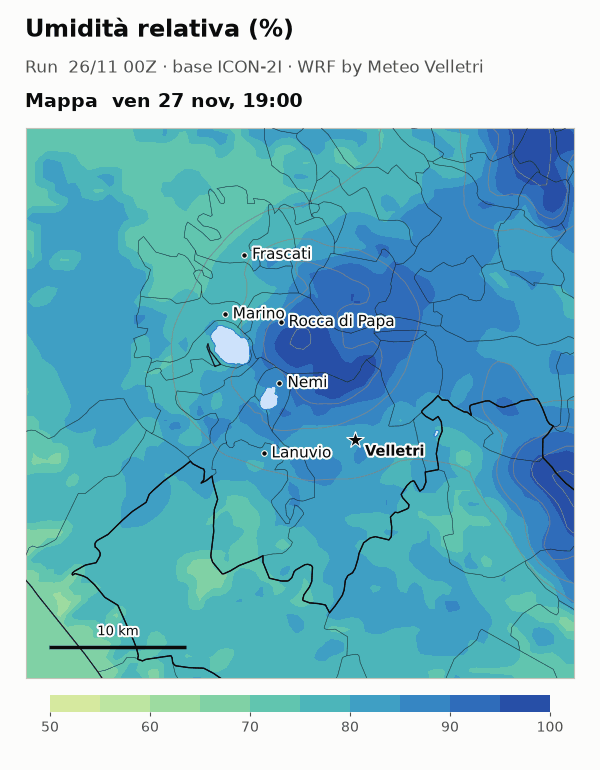 Umidità relativa (%)
Run  26/11 00Z · base ICON-2I · WRF by Meteo Velletri
Mappa  ven 27 nov, 19:00
Frascati
Marino
Rocca di Papa
Nemi
Velletri
Lanuvio
10 km
50 60 70 80 90 100